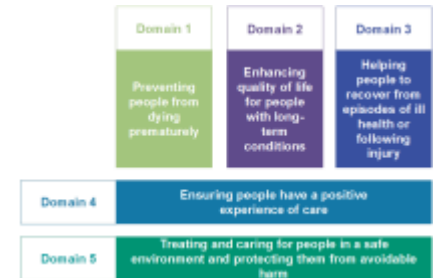 Domain 1
Domain 2
Domain 3
Preventing
people from
dying
prematurely
Enhancing
quality of life
for people
with long-
term
conditions
Helping
people to
recover from
episodes of ill
health or
following
injury
Domain 4
Ensuring people have a positive
experience of care
Domain 5
Treating and caring for people in a safe
environment and protecting them from avoidable
harm